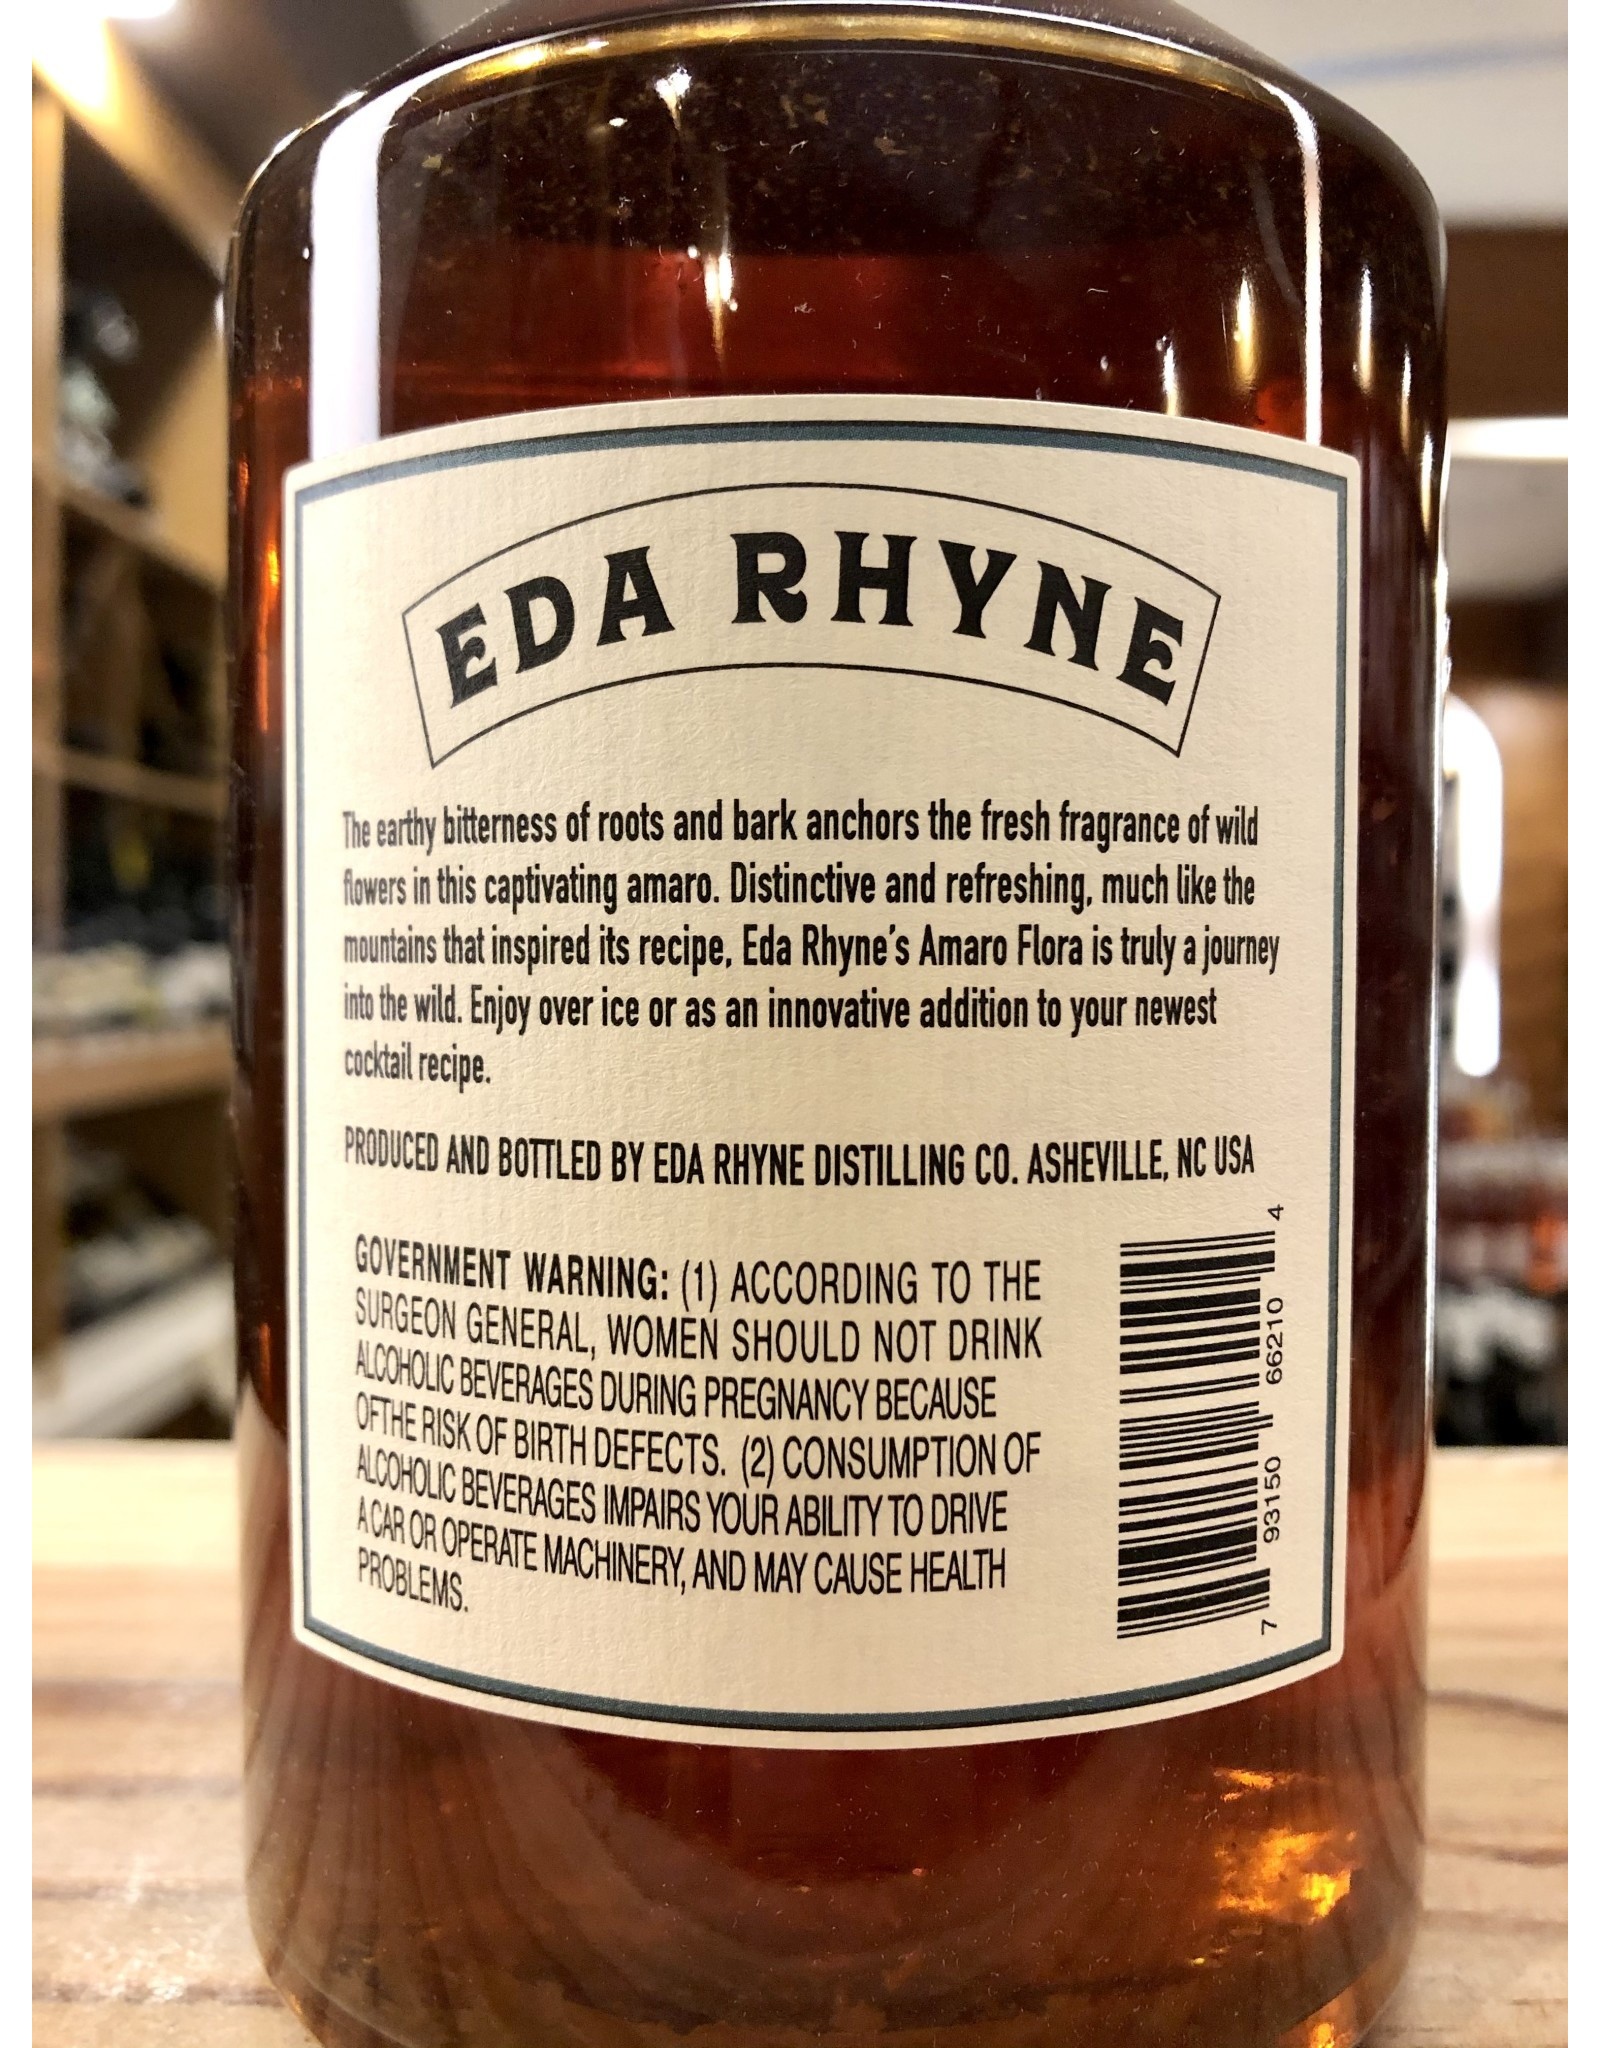 EDA RHYNE
The earthy bitterness of roots and bark anchors the fresh fragrance of wild
flowers in this captivating amaro. Distinctive and refreshing, much like the
mountains that inspired its recipe, Eda Rhyne's Amaro Flora is truly a journey
into the wild. Enjoy over ice or as an innovative addition to your newest
cocktail recipe.
PRODUCED AND BOTTLED BY EDA RHYNE DISTILLING CO. ASHEVILLE, NC USA
GOVERNMENT WARNING: (1) ACCORDING TO THE
SURGEON GENERAL, WOMEN SHOULD NOT DRINK
ALCOHOLIC BEVERAGES DURING PREGNANCY BECAUSE
OFTHE RISK OF BIRTH DEFECTS. (2) CONSUMPTION OF
ALCOHOLIC BEVERAGES IMPAIRS YOUR ABILITY TO DRIVE
A CAR OR OPERATE MACHINERY, AND MAY CAUSE HEALTH
PROBLEMS.
7 93150 66210 4